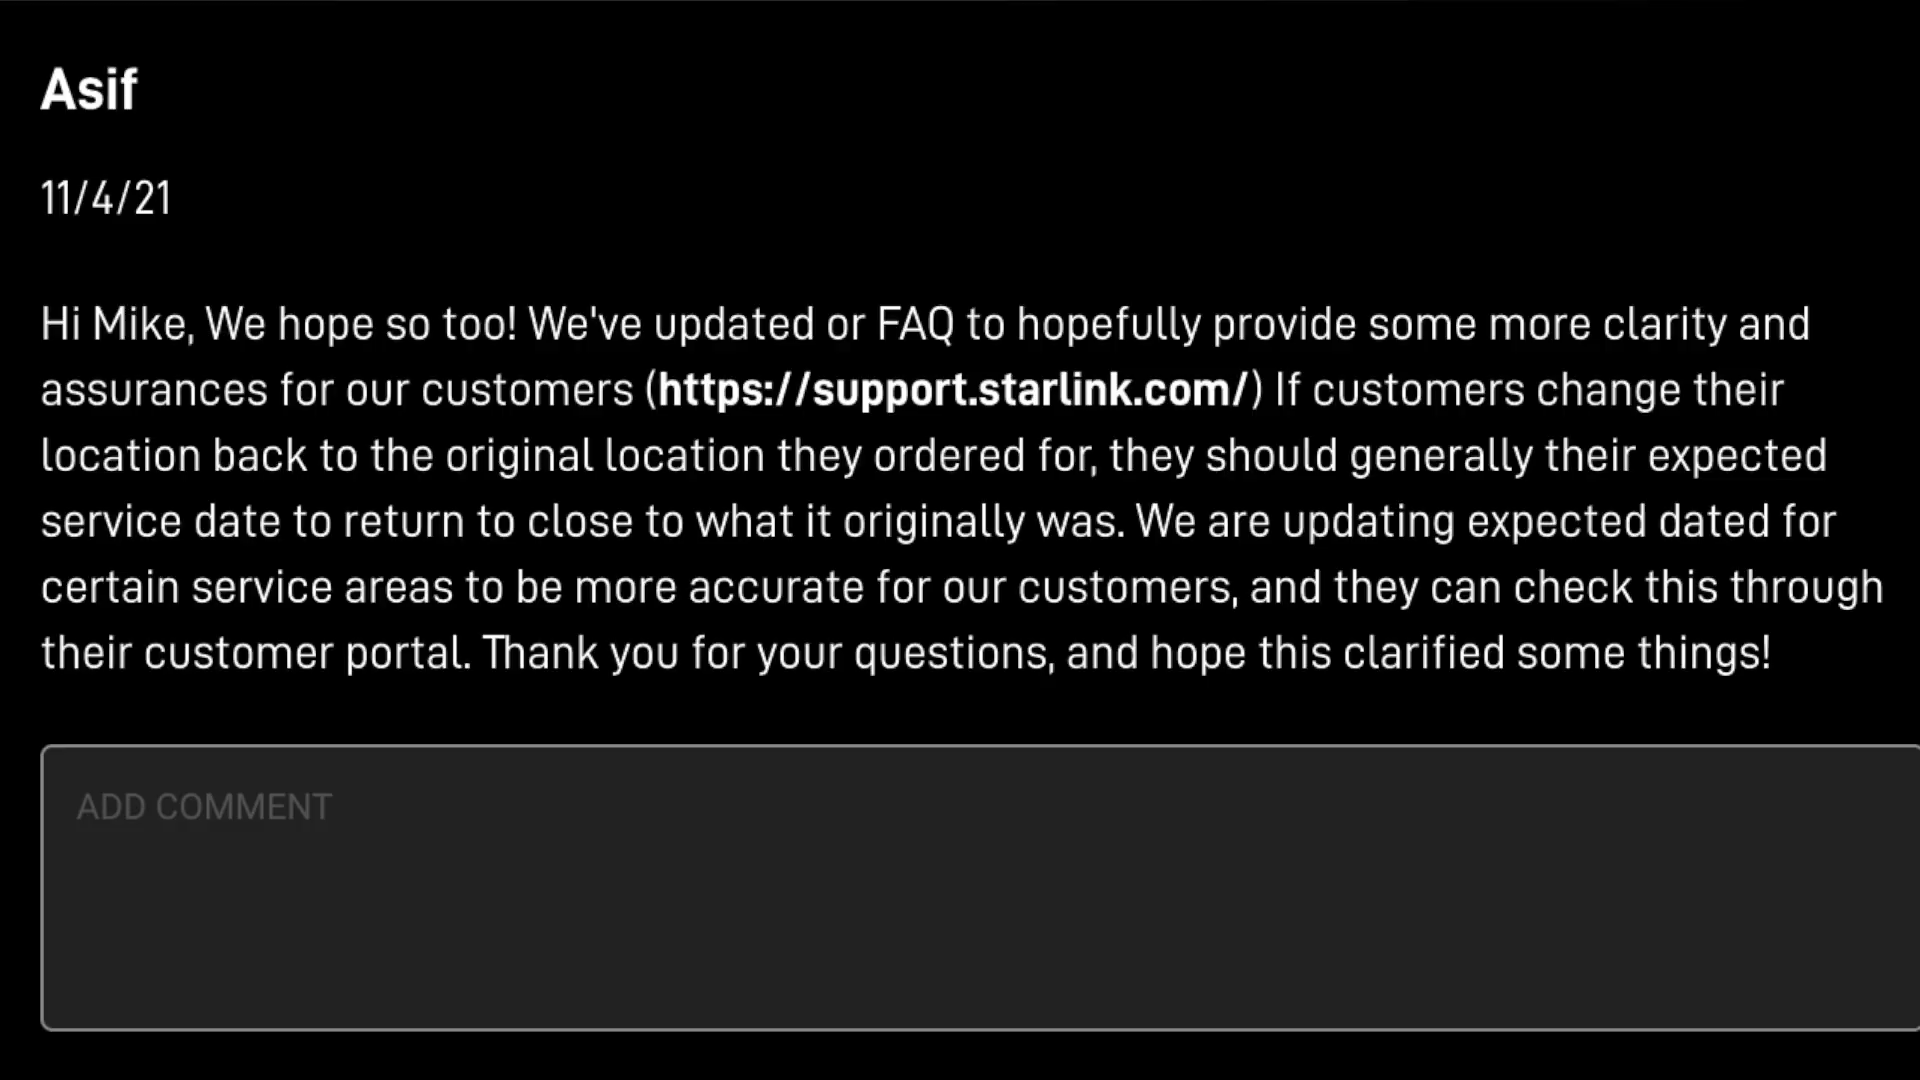 Asif
11/4/21
Hi Mike, We hope so too! We've updated or FAQ to hopefully provide some more clarity and
assurances for our customers (https://support.starlink.com/) If customers change their
location back to the original location they ordered for, they should generally their expected
service date to return to close to what it originally was. We are updating expected dated for
certain service areas to be more accurate for our customers, and they can check this through
their customer portal. Thank you for your questions, and hope this clarified some things!
ADD COMMENT